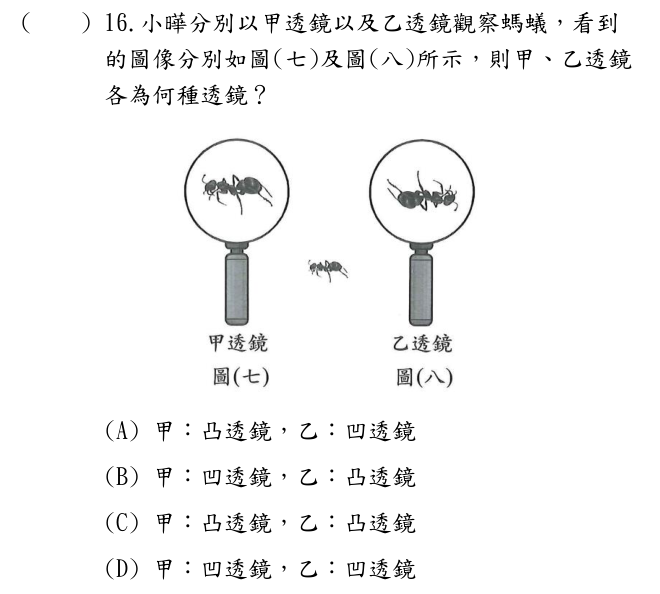 (　　)16.小曄分別以甲透鏡以及乙透鏡觀察螞蟻，看到
的圖像分別如圖(七)及圖(八)所示，則甲、乙透鏡
各為何種透鏡？
甲透鏡 乙透鏡
圖(七) 圖(八)
(A) 甲：凸透鏡，乙：凹透鏡
(B) 甲：凹透鏡，乙：凸透鏡
(C) 甲：凸透鏡，乙：凸透鏡
(D) 甲：凹透鏡，乙：凹透鏡